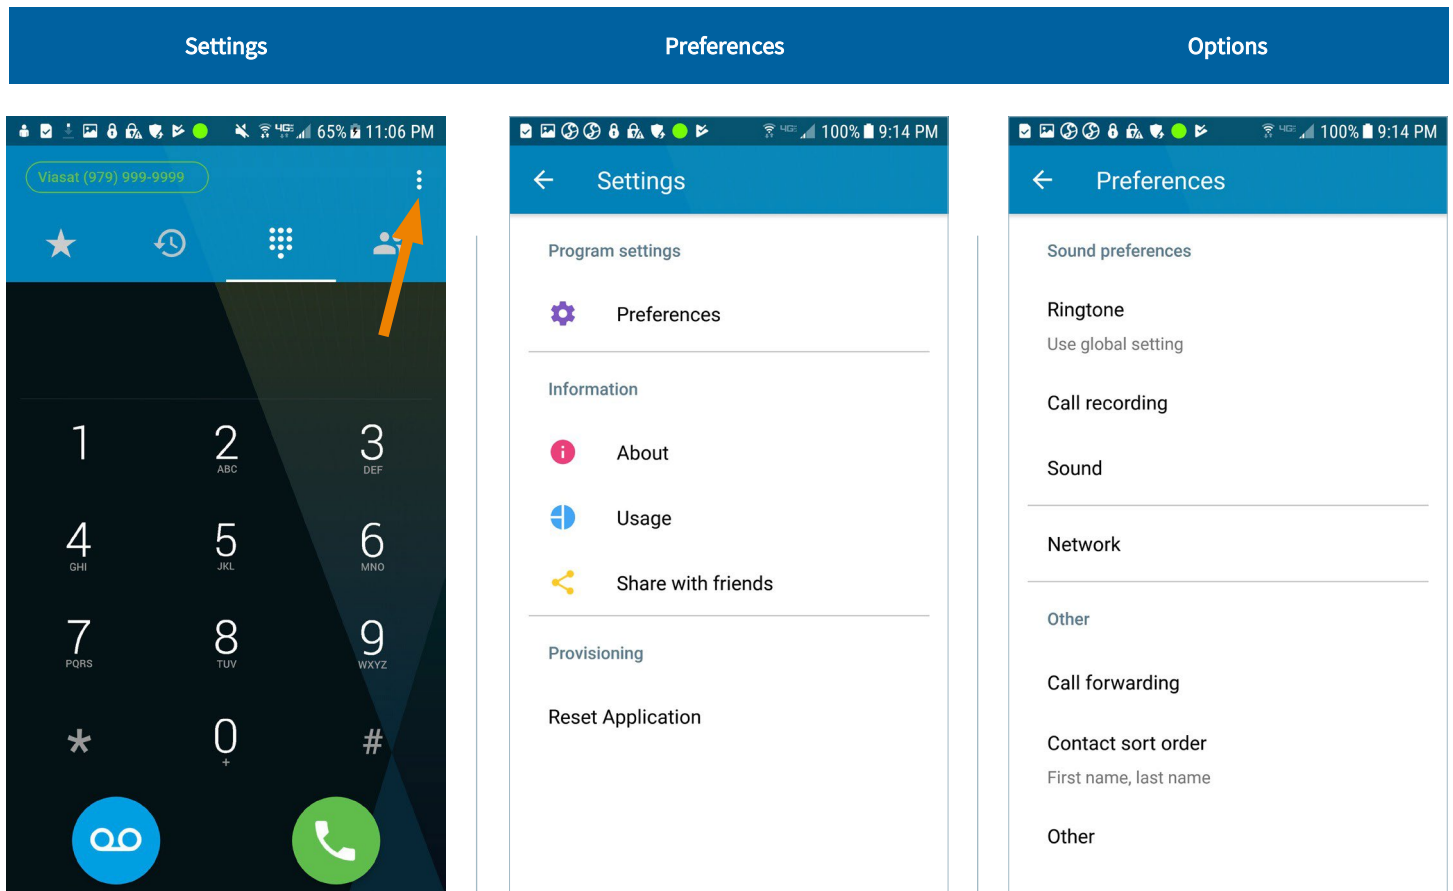 Settings
Preferences
Options
4GE 65% 11:06 PM
Viasat (979) 999-9999
1
2
ABC
3
DEF
4
GHI
5
JKL
6
MNO
7
PQRS
8
TUV
9
WXYZ
*
0
+
#
4GE 100% 9:14 PM
Settings
Program settings
Preferences
Information
About
Usage
Share with friends
Provisioning
Reset Application
4GE 100% 9:14 PM
Preferences
Sound preferences
Ringtone
Use global setting
Call recording
Sound
Network
Other
Call forwarding
Contact sort order
First name, last name
Other